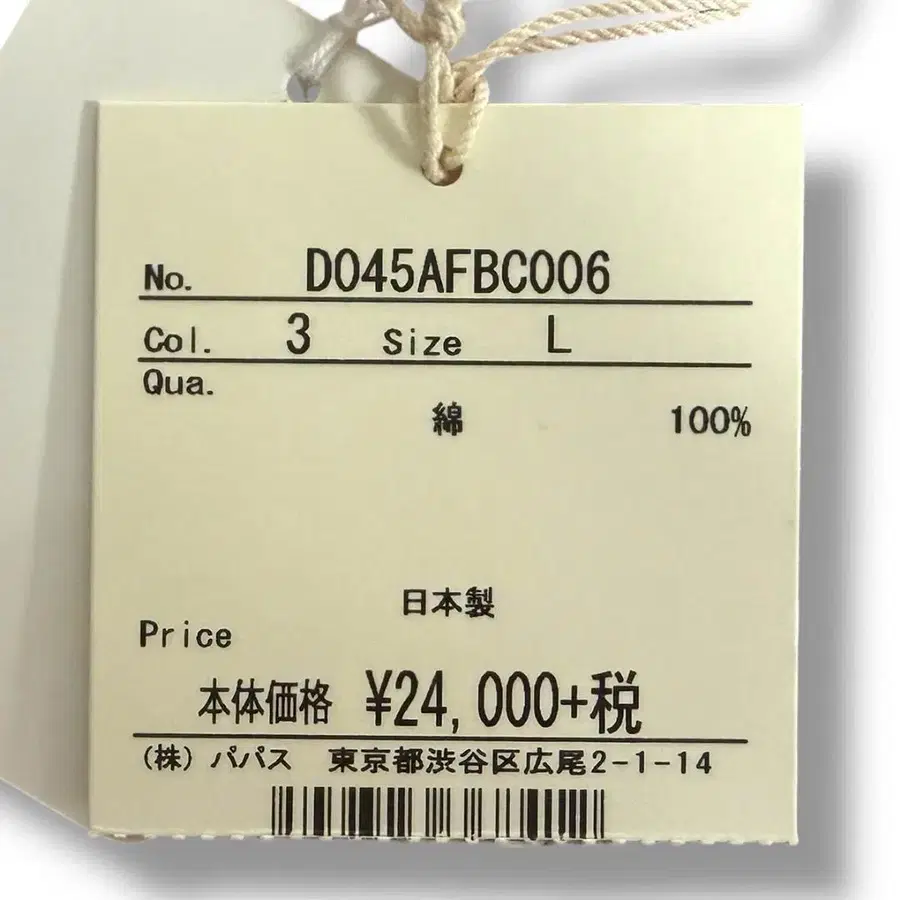 No. D045AFBC006
Col. 3 Size L
Qua.
綿 100%
日本製
Price
本体価格 ¥24,000+税
(株) パパス 東京都渋谷区広尾2-1-14